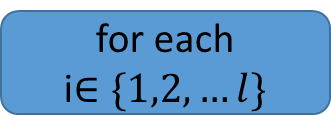 for each
i∈ {1,2, … l}